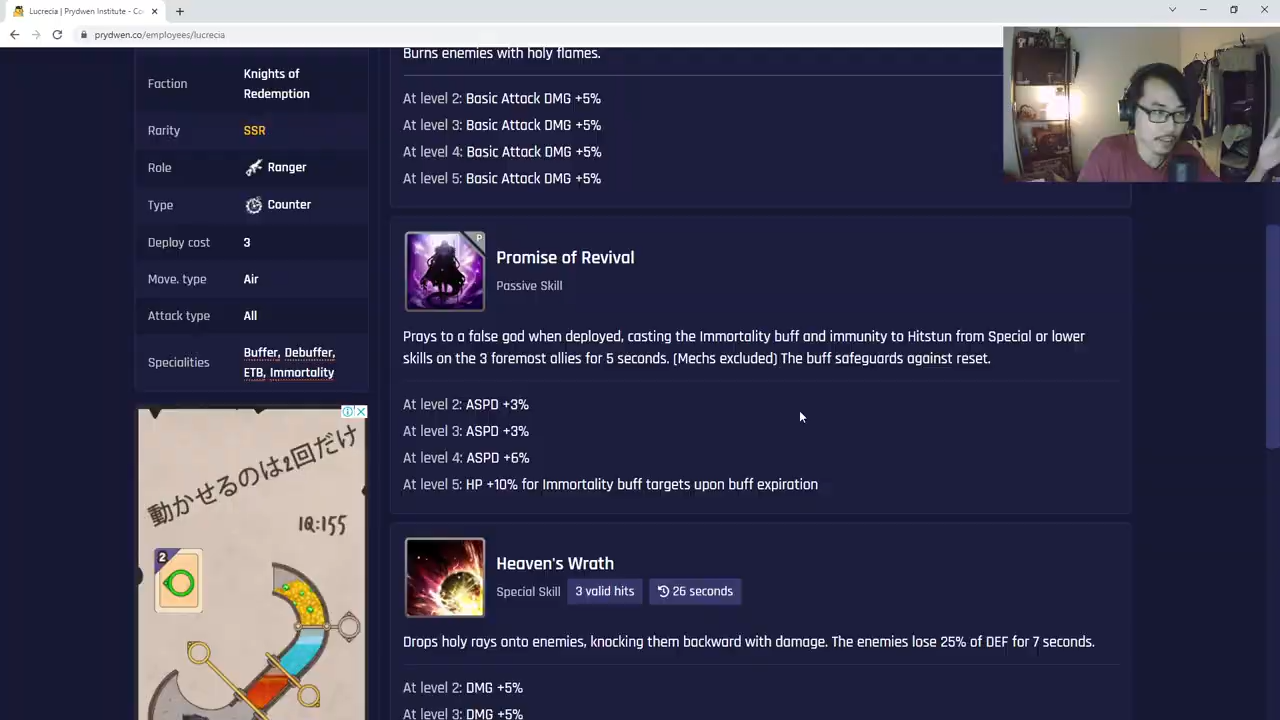 Lucrecia | Prydwen Institute - Co
prydwen.co/employees/lucrecia
Faction
Knights of
Redemption
Rarity
SSR
Role
Ranger
Type
Counter
Deploy cost
3
Move. type
Air
Attack type
All
Specialities
Buffer, Debuffer,
ETB, Immortality
動かせるのは2回だけ
IQ:155
2
Burns enemies with holy flames.
At level 2: Basic Attack DMG +5%
At level 3: Basic Attack DMG +5%
At level 4: Basic Attack DMG +5%
At level 5: Basic Attack DMG +5%
P
Promise of Revival
Passive Skill
Prays to a false god when deployed, casting the Immortality buff and immunity to Hitstun from Special or lower
skills on the 3 foremost allies for 5 seconds. (Mechs excluded) The buff safeguards against reset.
At level 2: ASPD +3%
At level 3: ASPD +3%
At level 4: ASPD +6%
At level 5: HP +10% for Immortality buff targets upon buff expiration
Heaven's Wrath
Special Skill
3 valid hits
26 seconds
Drops holy rays onto enemies, knocking them backward with damage. The enemies lose 25% of DEF for 7 seconds.
At level 2: DMG +5%
At level 3: DMG +5%